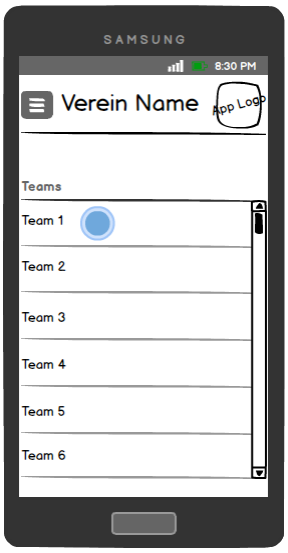 SAMSUNG
8:30 PM
Verein Name
App Logo
Teams
Team 1
Team 2
Team 3
Team 4
Team 5
Team 6